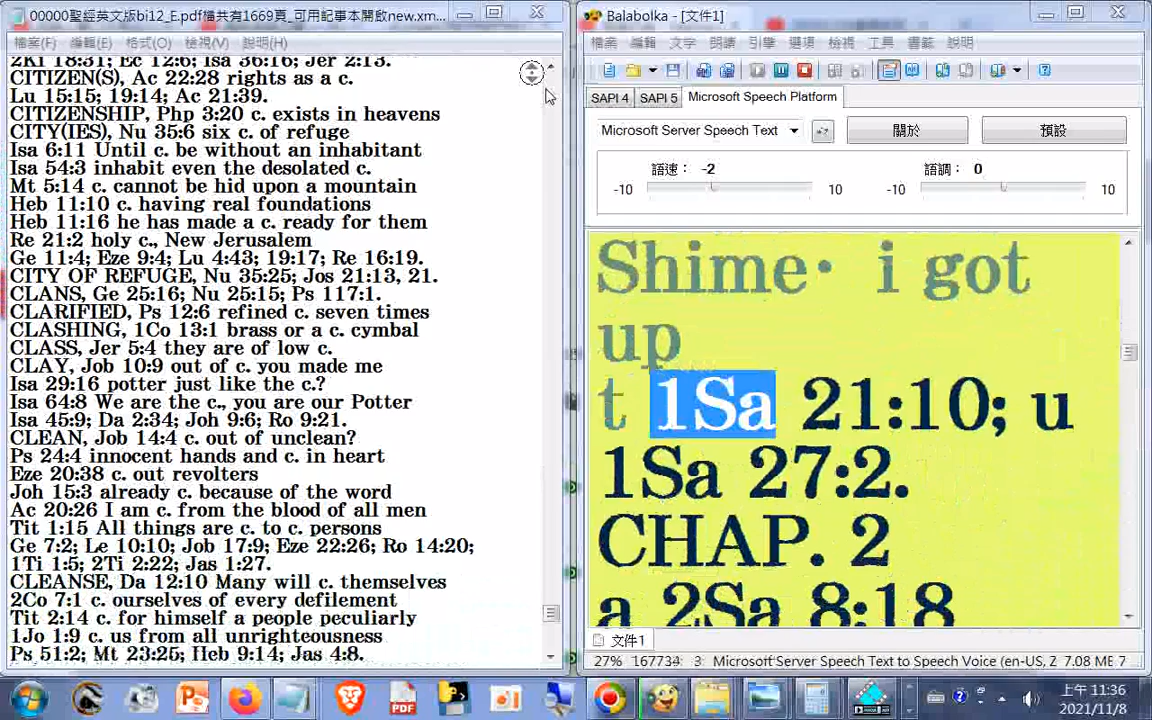 00000聖經英文版bi12_E.pdf檔共有1669頁_可用記事本開啟new.xm...
檔案(F) 編輯(E) 格式(O) 檢視(V) 說明(H)
2Ki 18:31; Ec 12:6; Isa 36:16; Jer 2:13.
CITIZEN(S), Ac 22:28 rights as a c.
Lu 15:15; 19:14; Ac 21:39.
CITIZENSHIP, Php 3:20 c. exists in heavens
CITY(IES), Nu 35:6 six c. of refuge
Isa 6:11 Until c. be without an inhabitant
Isa 54:3 inhabit even the desolated c.
Mt 5:14 c. cannot be hid upon a mountain
Heb 11:10 c. having real foundations
Heb 11:16 he has made a c. ready for them
Re 21:2 holy c., New Jerusalem
Ge 11:4; Eze 9:4; Lu 4:43; 19:17; Re 16:19.
CITY OF REFUGE, Nu 35:25; Jos 21:13, 21.
CLANS, Ge 25:16; Nu 25:15; Ps 117:1.
CLARIFIED, Ps 12:6 refined c. seven times
CLASHING, 1Co 13:1 brass or a c. cymbal
CLASS, Jer 5:4 they are of low c.
CLAY, Job 10:9 out of c. you made me
Isa 29:16 potter just like the c.?
Isa 64:8 We are the c., you are our Potter
Isa 45:9; Da 2:34; Joh 9:6; Ro 9:21.
CLEAN, Job 14:4 c. out of unclean?
Ps 24:4 innocent hands and c. in heart
Eze 20:38 c. out revolters
Joh 15:3 already c. because of the word
Ac 20:26 I am c. from the blood of all men
Tit 1:15 All things are c. to c. persons
Ge 7:2; Le 10:10; Job 17:9; Eze 22:26; Ro 14:20;
1Ti 1:5; 2Ti 2:22; Jas 1:27.
CLEANSE, Da 12:10 Many will c. themselves
2Co 7:1 c. ourselves of every defilement
Tit 2:14 c. for himself a people peculiarly
1Jo 1:9 c. us from all unrighteousness
Ps 51:2; Mt 23:25; Heb 9:14; Jas 4:8.
Balabolka - [文件1]
檔案 編輯 文字 朗讀 引擎 選項 檢視 工具 書籤 說明
SAPI 4 SAPI 5 Microsoft Speech Platform
Microsoft Server Speech Text 關於 預設
語速： -2 語調： 0
-10 10 -10 10
Shime· i got
up
t 1Sa 21:10; u
1Sa 27:2.
CHAP. 2
a 2Sa 8:18
文件1
27% 167734: 3 Microsoft Server Speech Text to Speech Voice (en-US, Z 7.08 ME 7
上午 11:36
2021/11/8